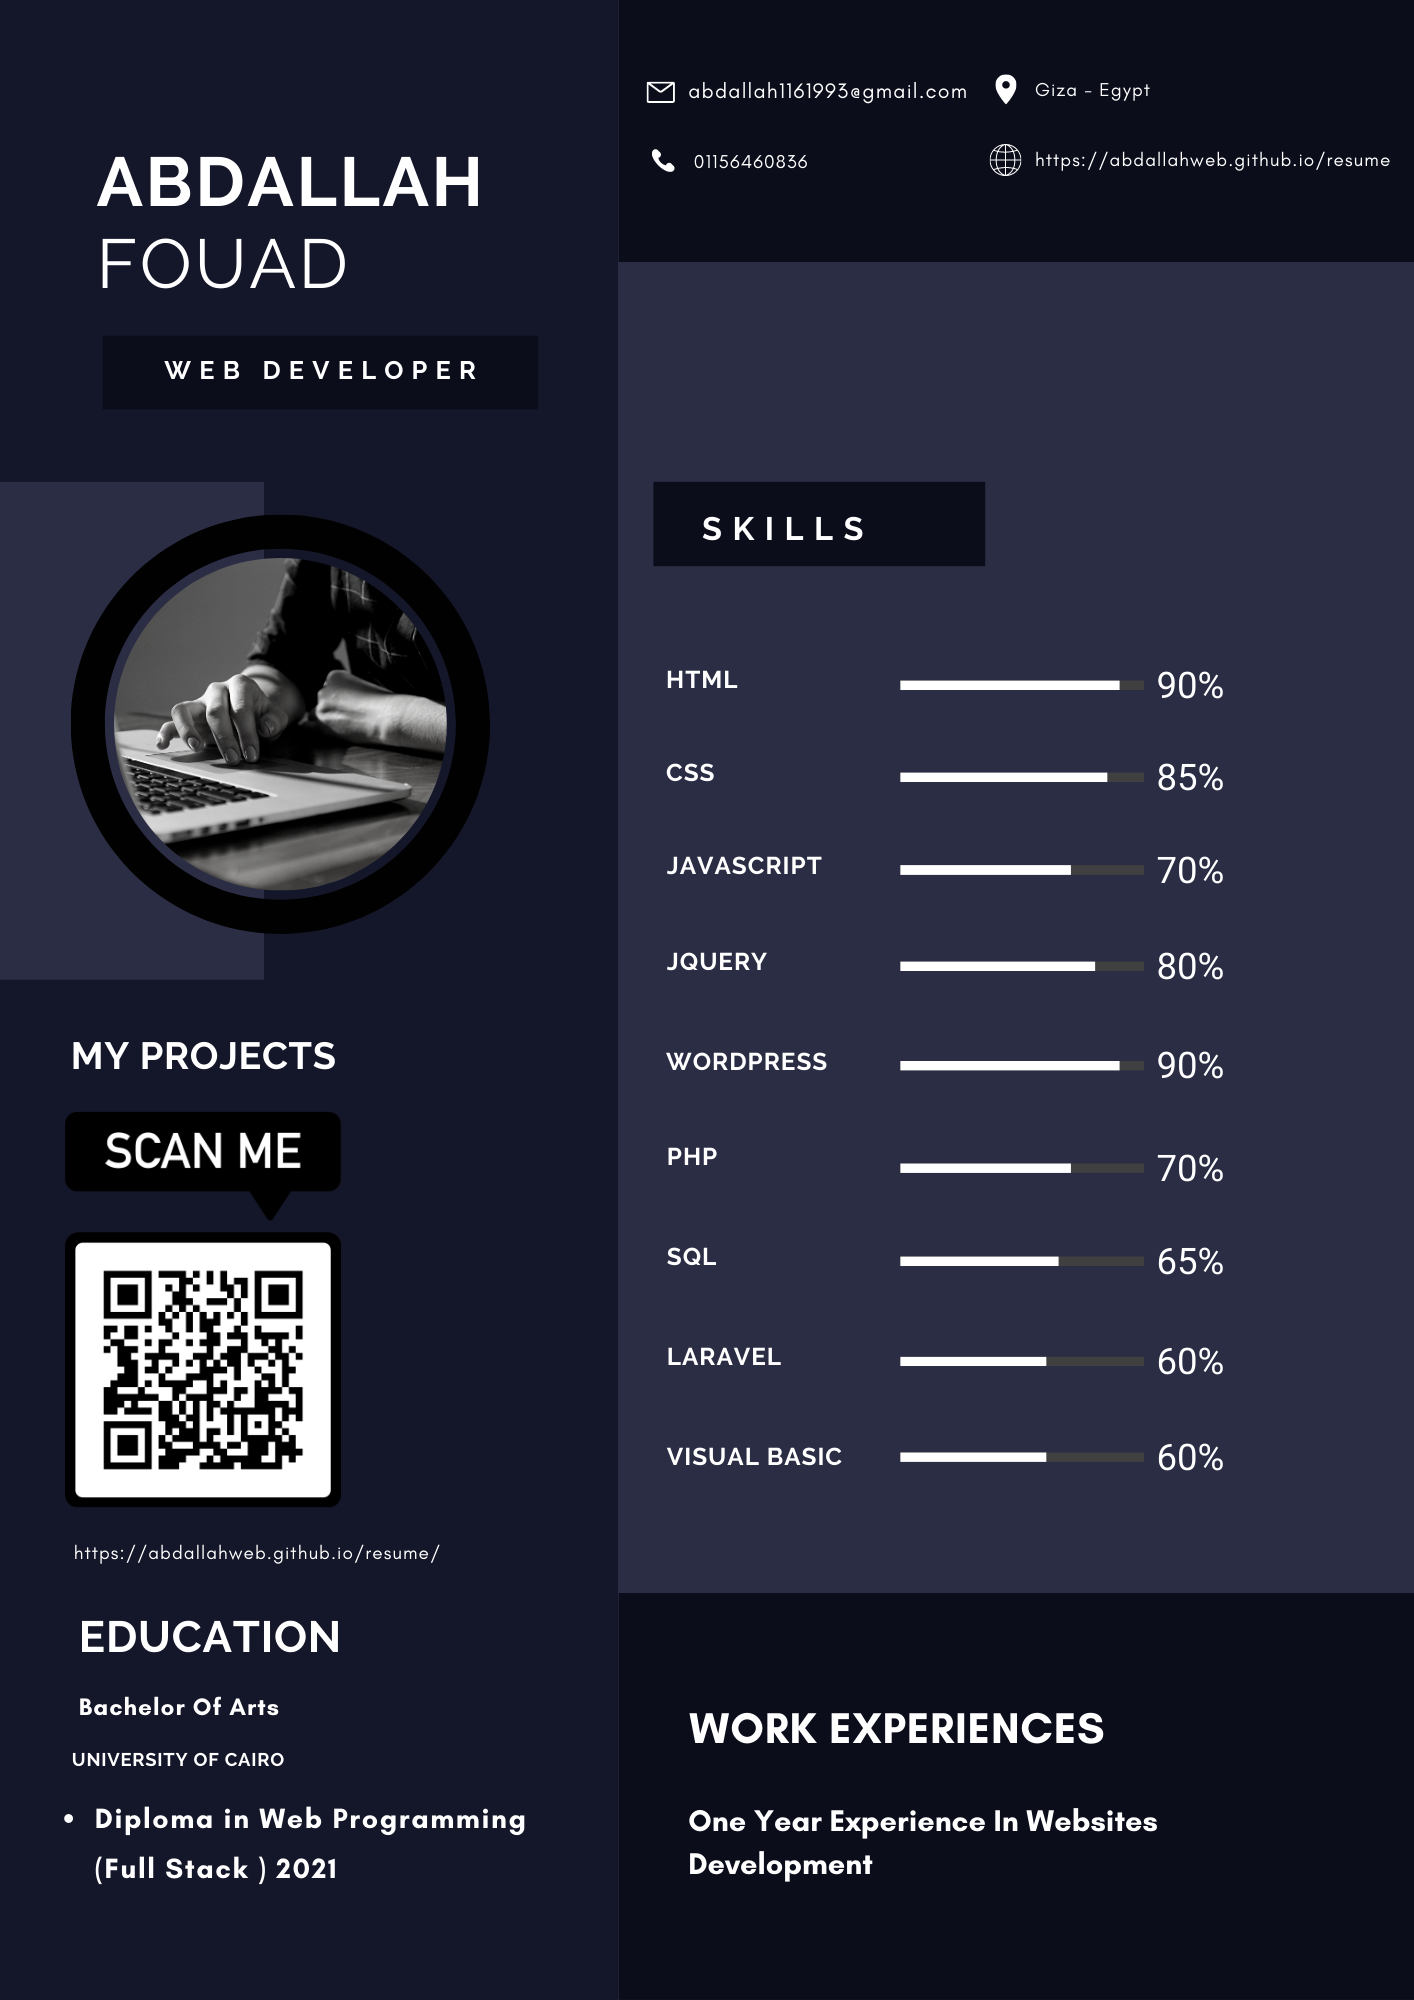 ABDALLAH
FOUAD
WEB DEVELOPER
abdallah1161993@gmail.com
Giza - Egypt
01156460836
https://abdallahweb.github.io/resume
MY PROJECTS
SCAN ME
https://abdallahweb.github.io/resume/
EDUCATION
Bachelor Of Arts
UNIVERSITY OF CAIRO
• Diploma in Web Programming
(Full Stack ) 2021
SKILLS
HTML 90%
CSS 85%
JAVASCRIPT 70%
JQUERY 80%
WORDPRESS 90%
PHP 70%
SQL 65%
LARAVEL 60%
VISUAL BASIC 60%
WORK EXPERIENCES
One Year Experience In Websites
Development